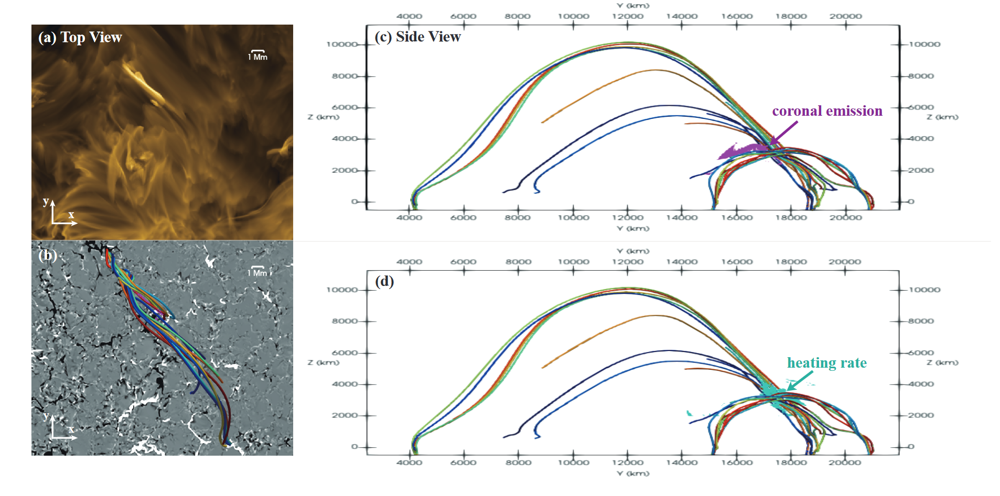 (a) Top View
1 Mm
y
x
(b)
1 Mm
y
x
Y (km)
4000 6000 8000 10000 12000 14000 16000 18000 20000
(c) Side View
10000 10000
8000 8000
6000 6000
coronal emission
Z (km) Z (km)
4000 4000
2000 2000
0 0
4000 6000 8000 10000 12000 14000 16000 18000 20000
Y (km)
Y (km)
4000 6000 8000 10000 12000 14000 16000 18000 20000
(d)
10000 10000
8000 8000
6000 6000
heating rate
Z (km) Z (km)
4000 4000
2000 2000
0 0
4000 6000 8000 10000 12000 14000 16000 18000 20000
Y (km)